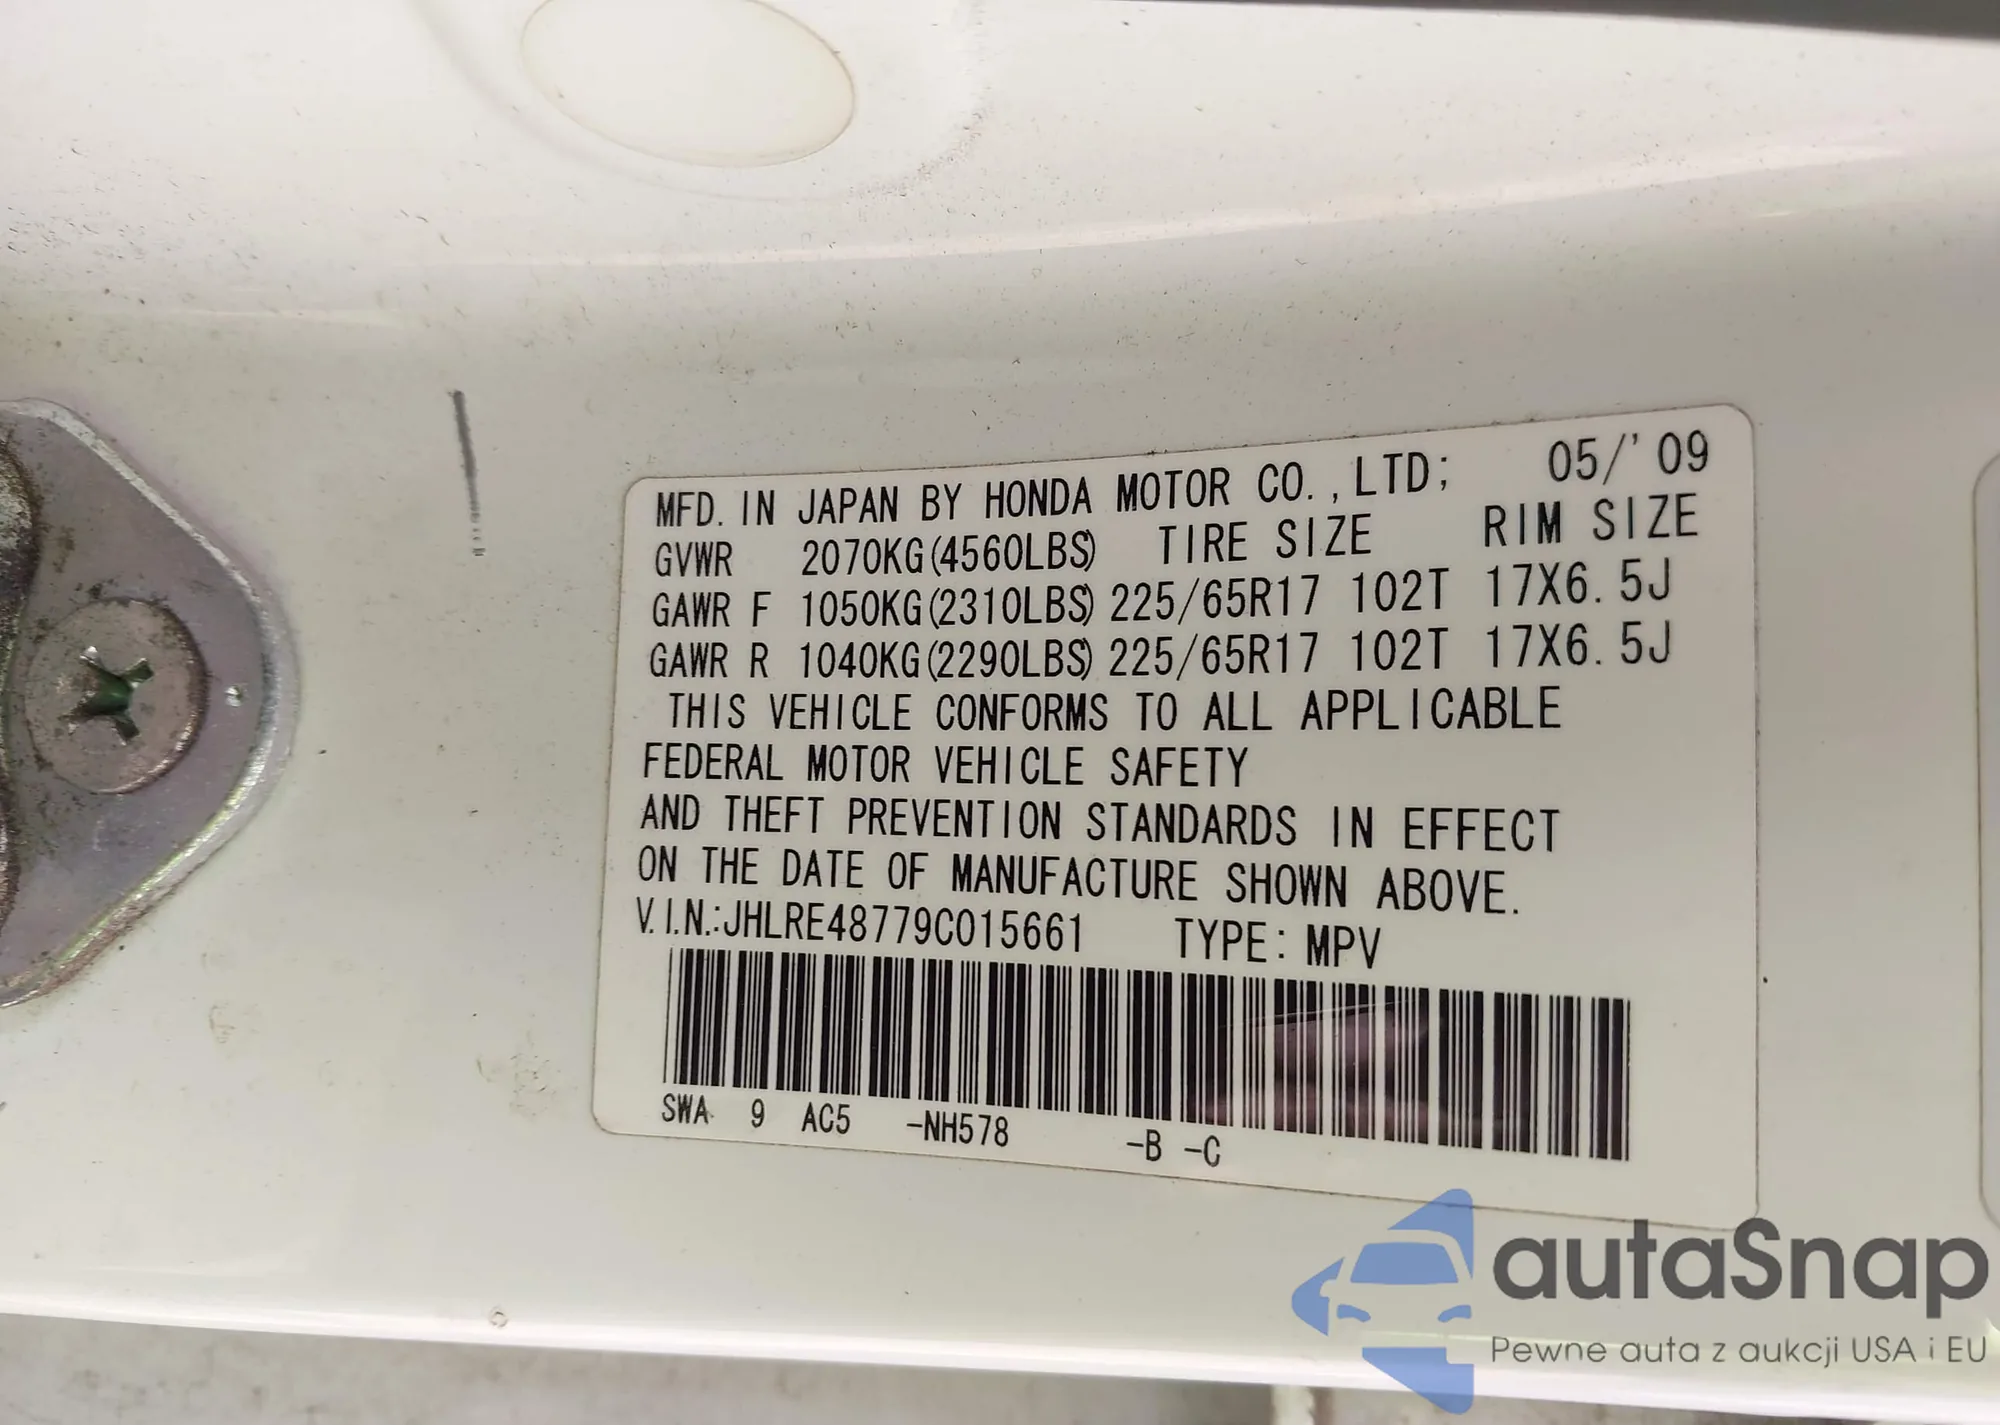 MFD. IN JAPAN BY HONDA MOTOR CO., LTD; 05/'09
GVWR 2070KG(4560LBS) TIRE SIZE RIM SIZE
GAWR F 1050KG(2310LBS) 225/65R17 102T 17X6.5J
GAWR R 1040KG(2290LBS) 225/65R17 102T 17X6.5J
THIS VEHICLE CONFORMS TO ALL APPLICABLE
FEDERAL MOTOR VEHICLE SAFETY
AND THEFT PREVENTION STANDARDS IN EFFECT
ON THE DATE OF MANUFACTURE SHOWN ABOVE.
V.I.N.:JHLRE48779C015661 TYPE: MPV
SWA 9 AC5 -NH578 -B -C
autaSnap
Pewne auta z aukcji USA i EU